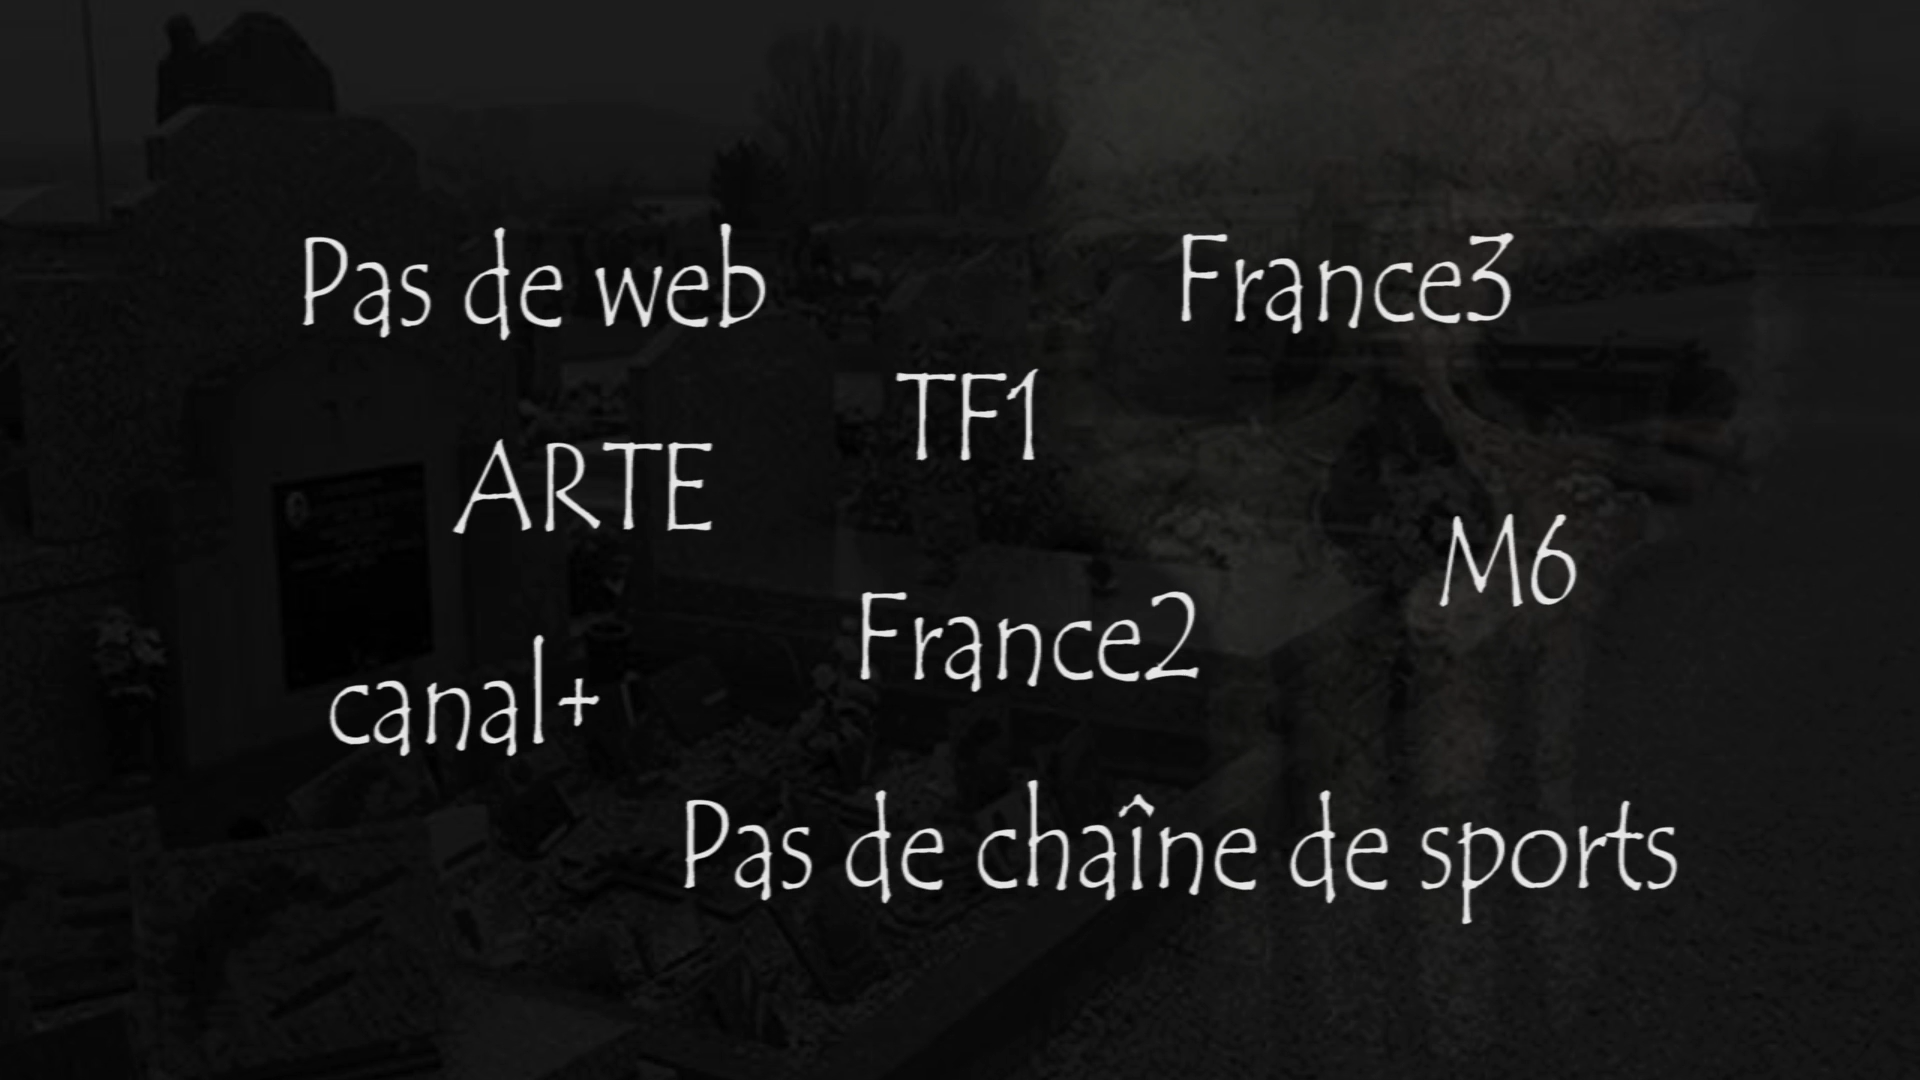 Pas de web
France3
TF1
ARTE
M6
France2
canal+
Pas de chaîne de sports